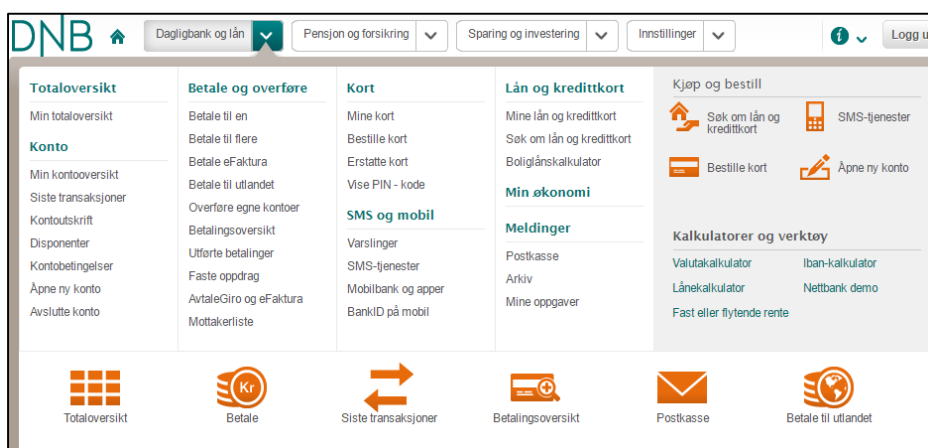 DNB
Dagligbank og lån
Pensjon og forsikring
Sparing og investering
Innstillinger
i
Logg u
Totaloversikt
Min totaloversikt
Konto
Min kontooversikt
Siste transaksjoner
Kontoutskrift
Disponenter
Kontobetingelser
Åpne ny konto
Avslutte konto
Betale og overføre
Betale til en
Betale til flere
Betale eFaktura
Betale til utlandet
Overføre egne kontoer
Betalingsoversikt
Utførte betalinger
Faste oppdrag
AvtaleGiro og eFaktura
Mottakerliste
Kort
Mine kort
Bestille kort
Erstatte kort
Vise PIN - kode
SMS og mobil
Varslinger
SMS-tjenester
Mobilbank og apper
BankID på mobil
Lån og kredittkort
Mine lån og kredittkort
Søk om lån og kredittkort
Boliglånskalkulator
Min økonomi
Meldinger
Postkasse
Arkiv
Mine oppgaver
Kjøp og bestill
Søk om lån og
kredittkort
SMS-tjenester
Bestille kort
Åpne ny konto
Kalkulatorer og verktøy
Valutakalkulator
Iban-kalkulator
Lånekalkulator
Nettbank demo
Fast eller flytende rente
Totaloversikt
Kr
Betale
Siste transaksjoner
Betalingsoversikt
Postkasse
Betale til utlandet